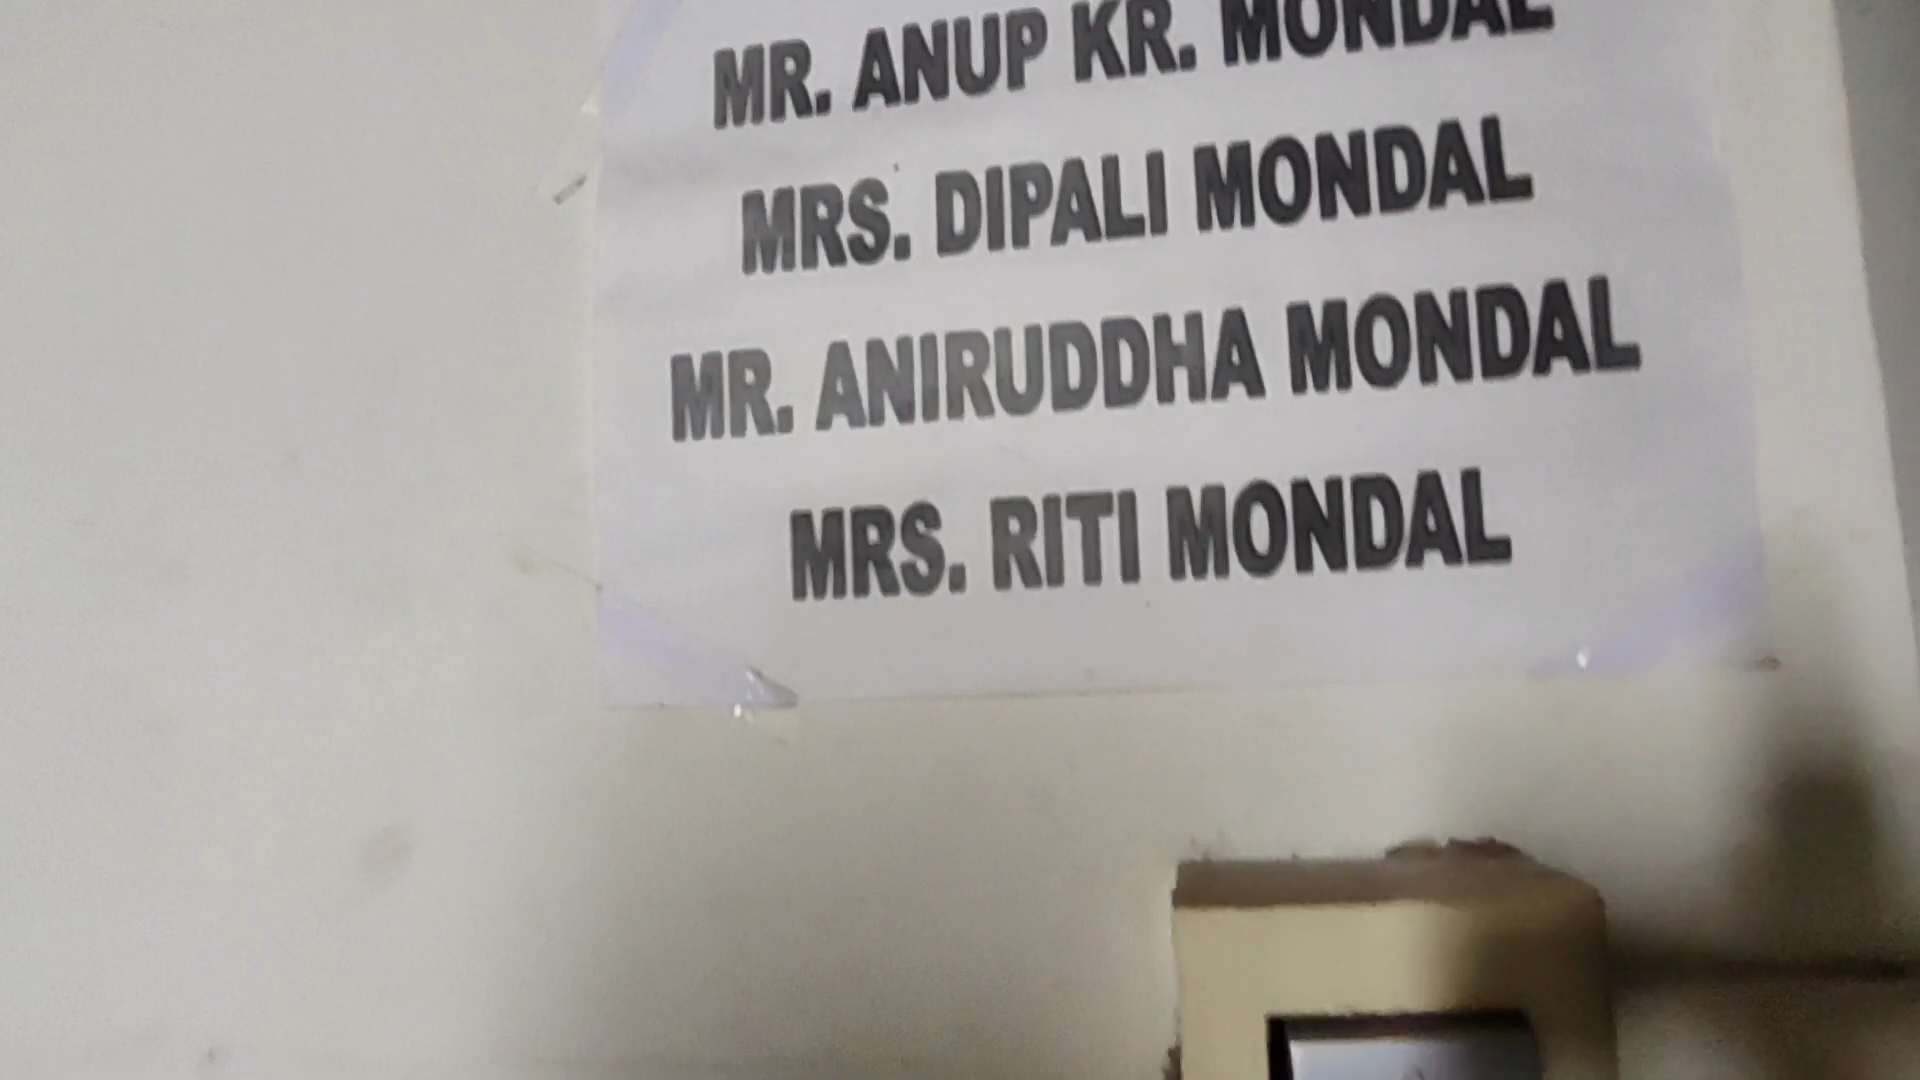 MR. ANUP KR. MONDAL
MRS. DIPALI MONDAL
MR. ANIRUDDHA MONDAL
MRS. RITI MONDAL